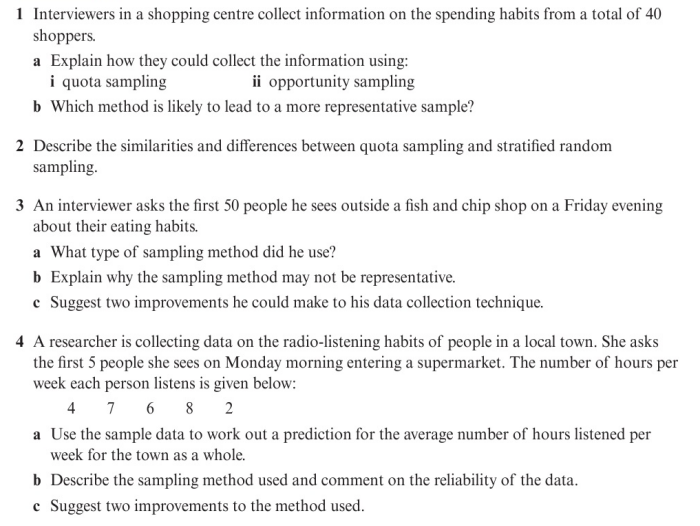 1 Interviewers in a shopping centre collect information on the spending habits from a total of 40
shoppers.
a Explain how they could collect the information using:
i quota sampling ii opportunity sampling
b Which method is likely to lead to a more representative sample?
2 Describe the similarities and differences between quota sampling and stratified random
sampling.
3 An interviewer asks the first 50 people he sees outside a fish and chip shop on a Friday evening
about their eating habits.
a What type of sampling method did he use?
b Explain why the sampling method may not be representative.
c Suggest two improvements he could make to his data collection technique.
4 A researcher is collecting data on the radio-listening habits of people in a local town. She asks
the first 5 people she sees on Monday morning entering a supermarket. The number of hours per
week each person listens is given below:
4 7 6 8 2
a Use the sample data to work out a prediction for the average number of hours listened per
week for the town as a whole.
b Describe the sampling method used and comment on the reliability of the data.
c Suggest two improvements to the method used.